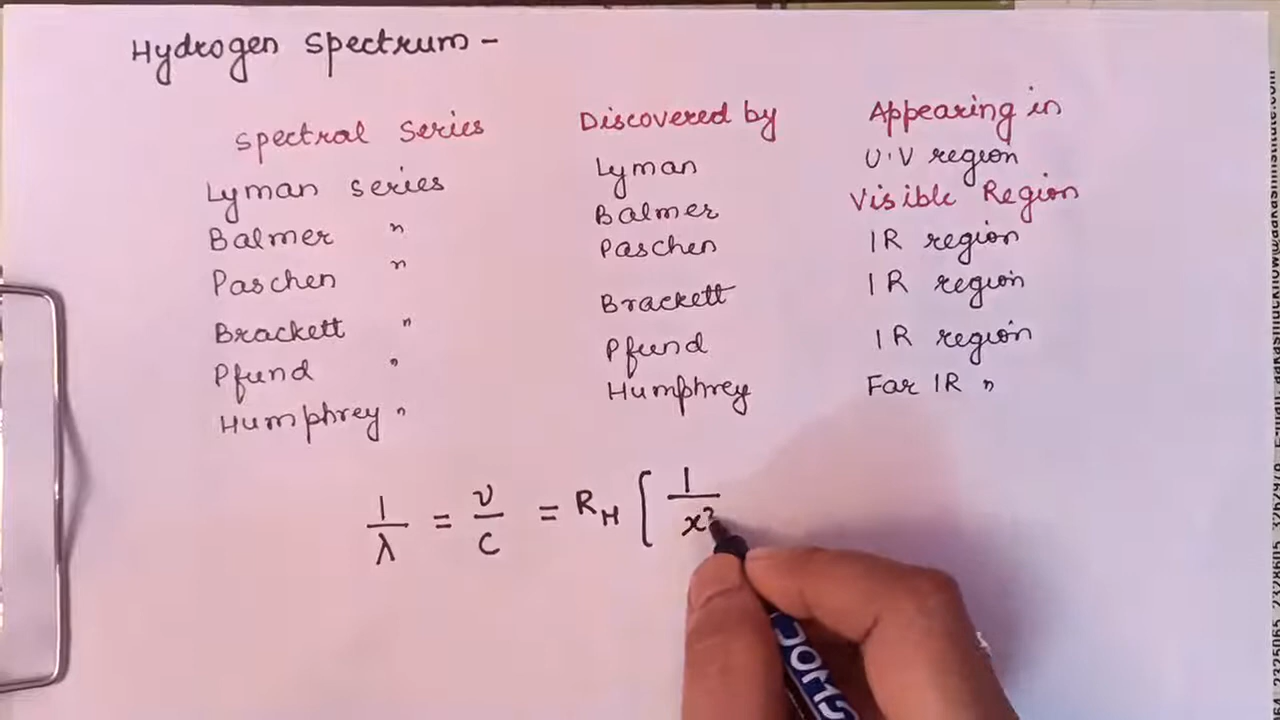 Hydrogen Spectrum -
Spectral Series Discovered by Appearing in
Lyman Series Lyman U.V region
Balmer " Balmer Visible Region
Paschen " Paschen IR region
Brackett " Brackett IR region
Pfund " Pfund IR region
Humphrey " Humphrey Far IR "
1/λ = ν/c = R_H [ 1/x²
DOMS